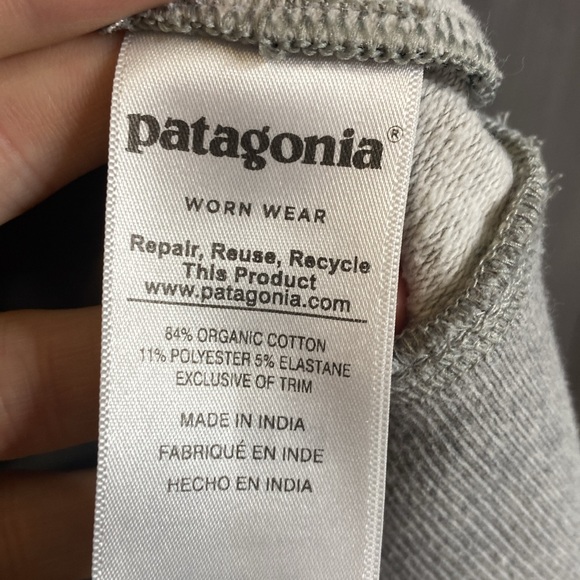 patagonia®
WORN WEAR
Repair, Reuse, Recycle
This Product
www.patagonia.com
84% ORGANIC COTTON
11% POLYESTER 5% ELASTANE
EXCLUSIVE OF TRIM
MADE IN INDIA
FABRIQUÉ EN INDE
HECHO EN INDIA